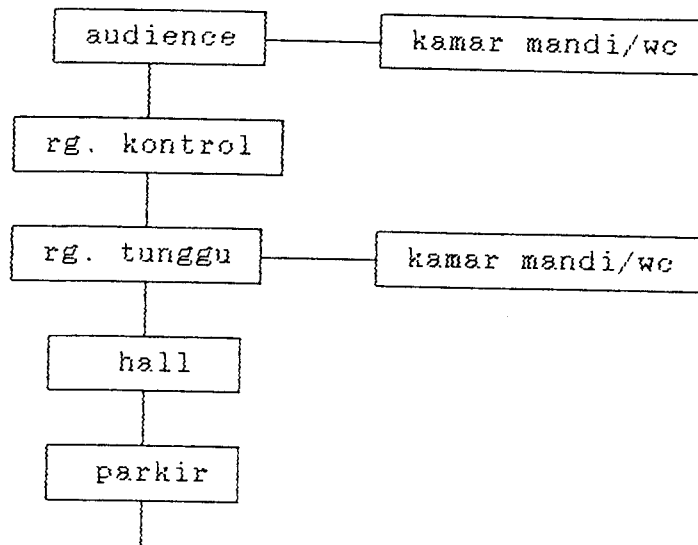 audience
kamar mandi/wc
rg. kontrol
rg. tunggu
kamar mandi/wc
hall
parkir